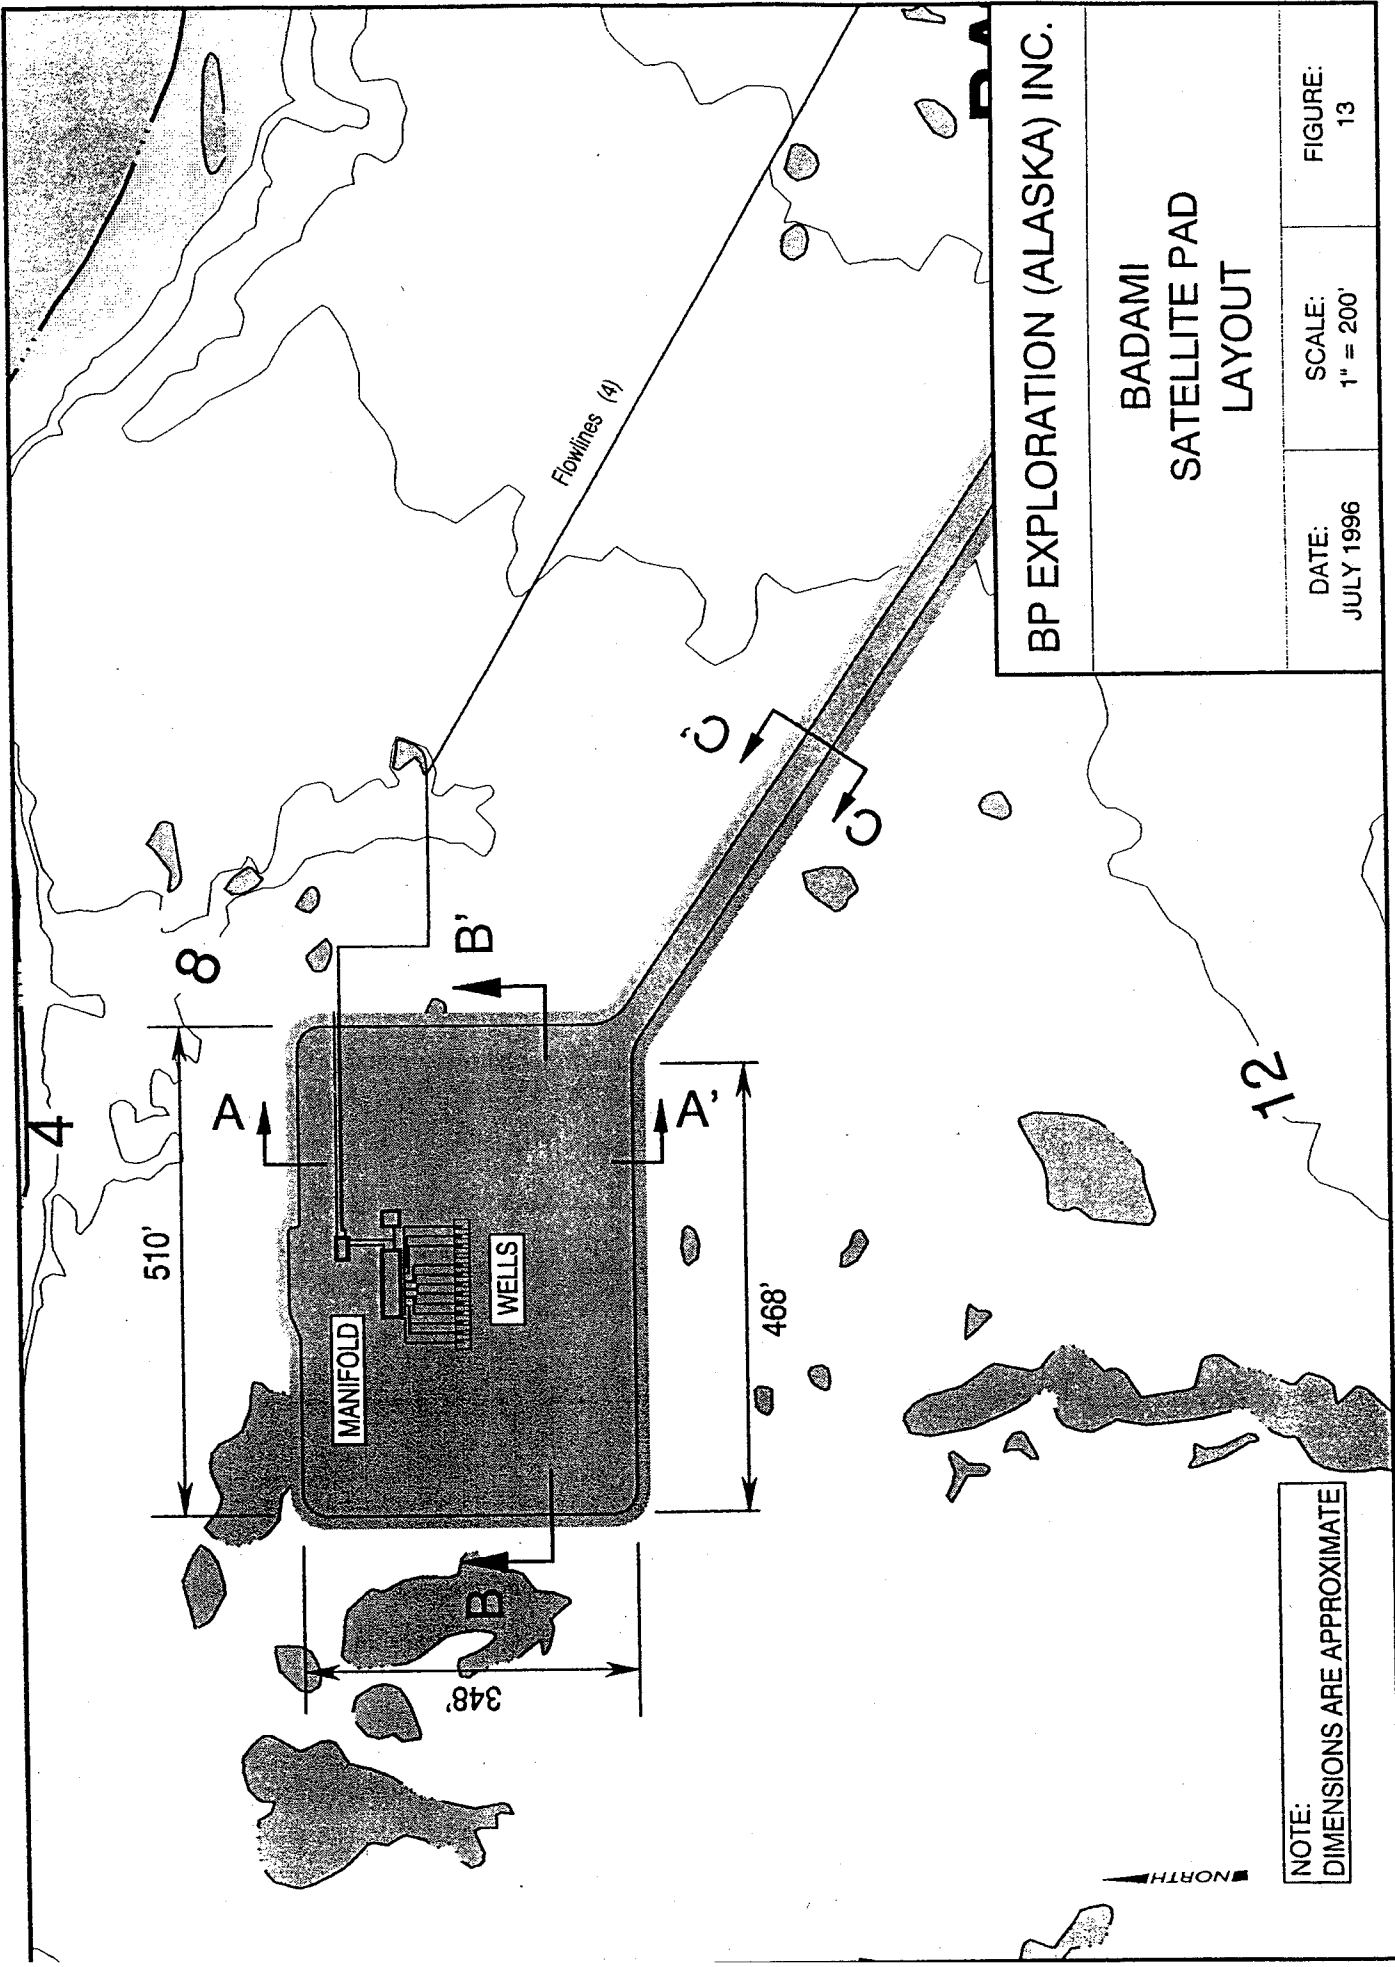 4
8
510'
A
A'
B'
B
MANIFOLD
WELLS
468'
348'
Flowlines (4)
C'
C
12
NORTH
NOTE:
DIMENSIONS ARE APPROXIMATE
BP EXPLORATION (ALASKA) INC.
BADAMI
SATELLITE PAD
LAYOUT
DATE:
JULY 1996
SCALE:
1" = 200'
FIGURE:
13